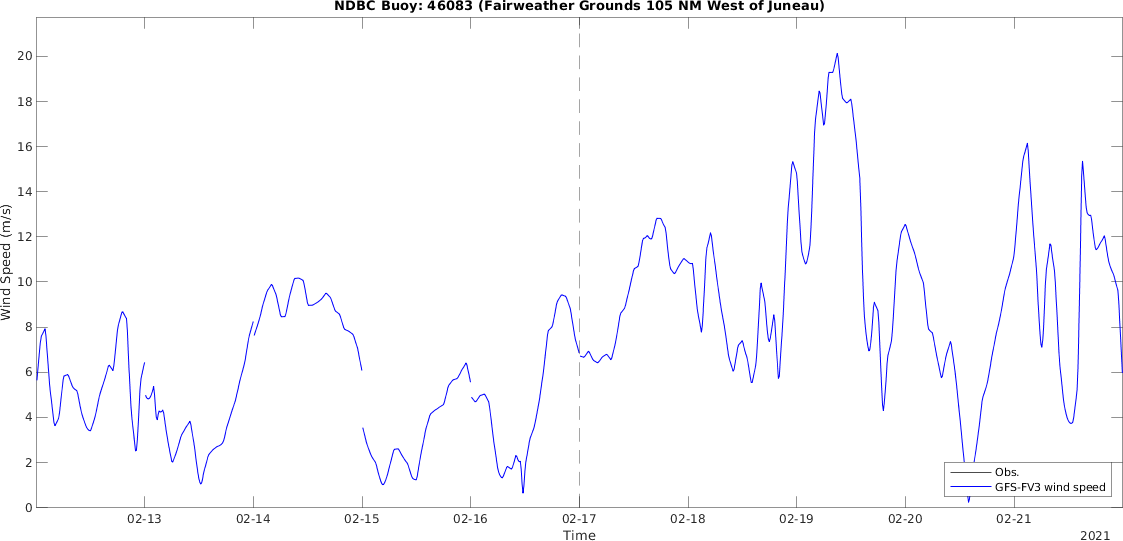 NDBC Buoy: 46083 (Fairweather Grounds 105 NM West of Juneau)
Wind Speed (m/s)
20
18
16
14
12
10
8
6
4
2
0
Obs.
GFS-FV3 wind speed
02-13 02-14 02-15 02-16 02-17 02-18 02-19 02-20 02-21
Time
2021